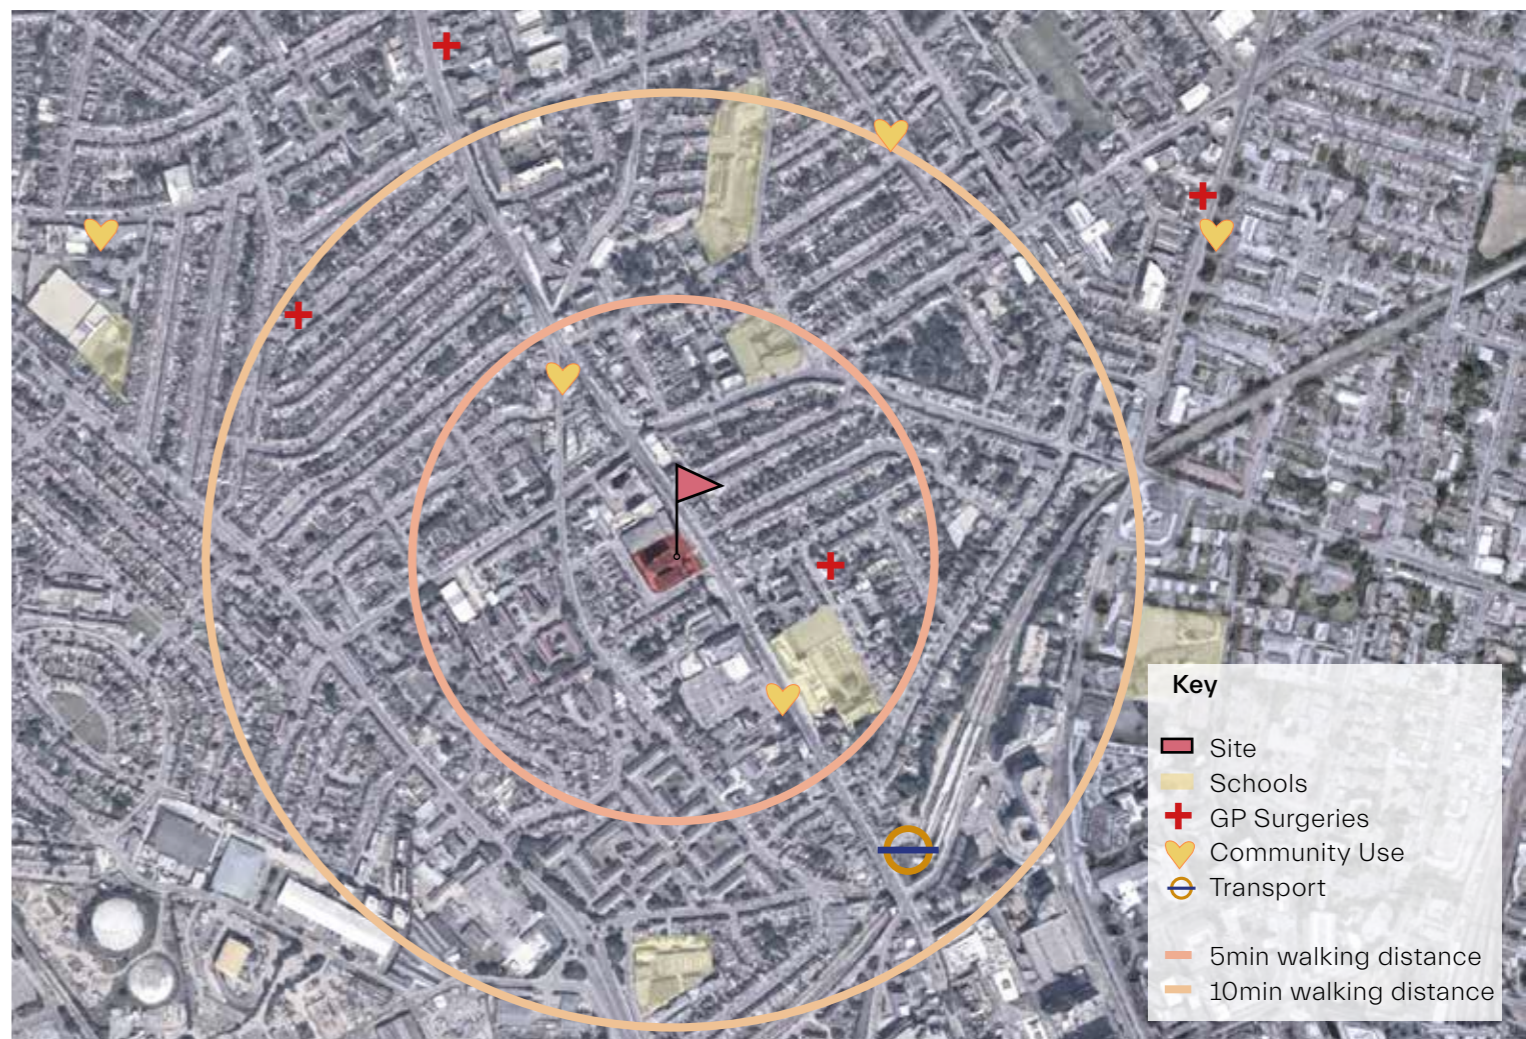 Key
Site
Schools
GP Surgeries
Community Use
Transport
5min walking distance
10min walking distance